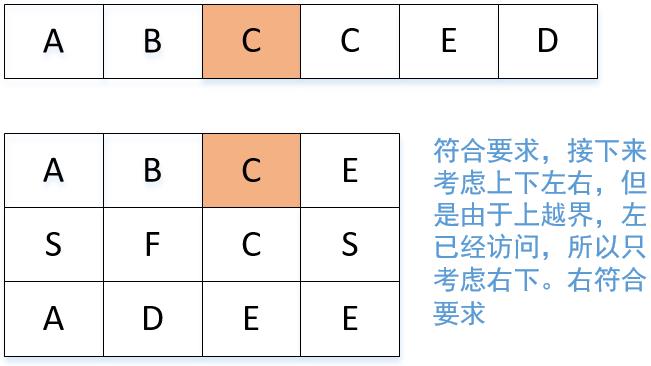 A B C C E D
A B C E
S F C S
A D E E
符合要求，接下来
考虑上下左右，但
是由于上越界，左
已经访问，所以只
考虑右下。右符合
要求